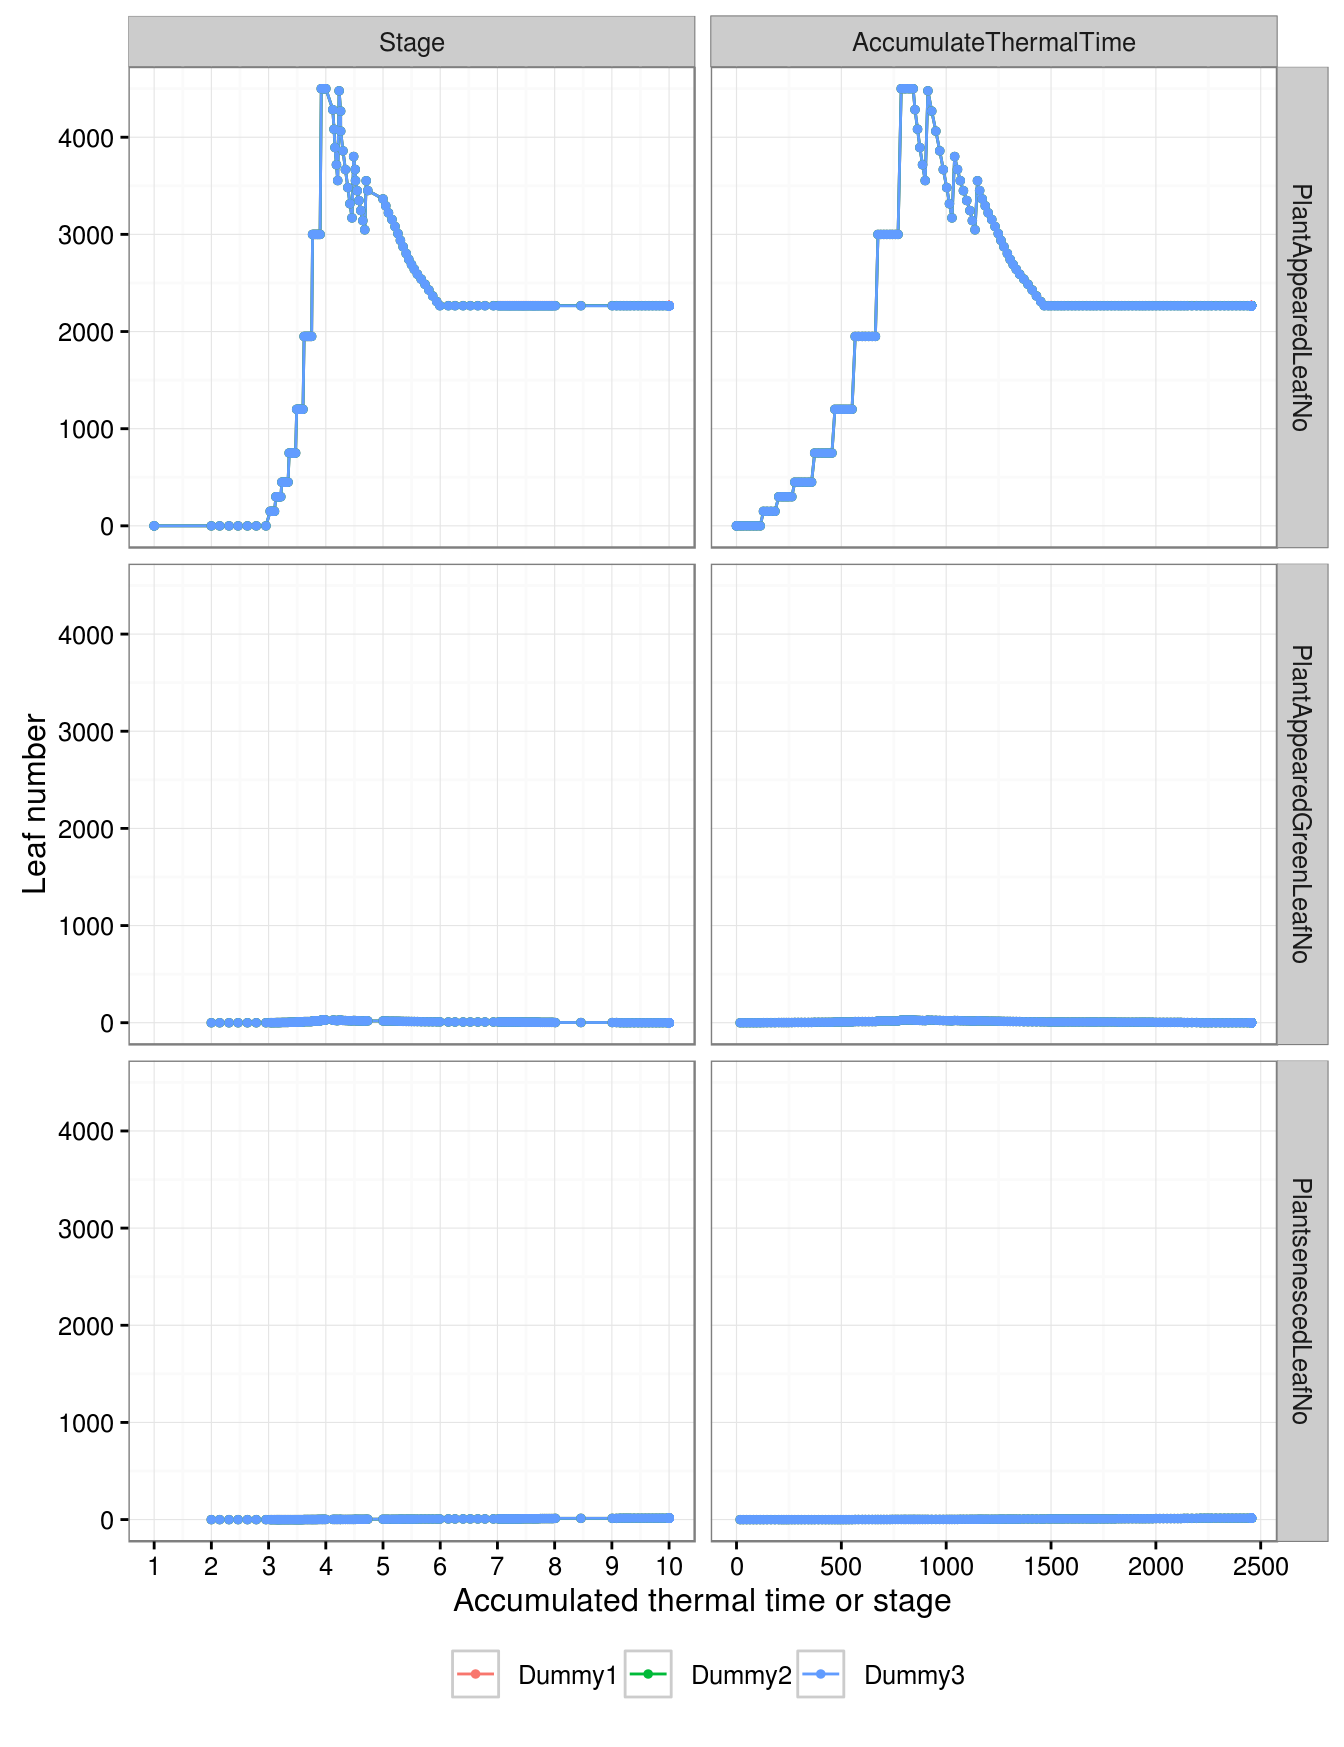 Stage AccumulateThermalTime
4000
3000
2000
1000
0
PlantAppearedLeafNo
4000
3000
2000
1000
0
PlantAppearedGreenLeafNo
Leaf number
4000
3000
2000
1000
0
PlantsenescedLeafNo
1 2 3 4 5 6 7 8 9 10 0 500 1000 1500 2000 2500
Accumulated thermal time or stage
Dummy1 Dummy2 Dummy3